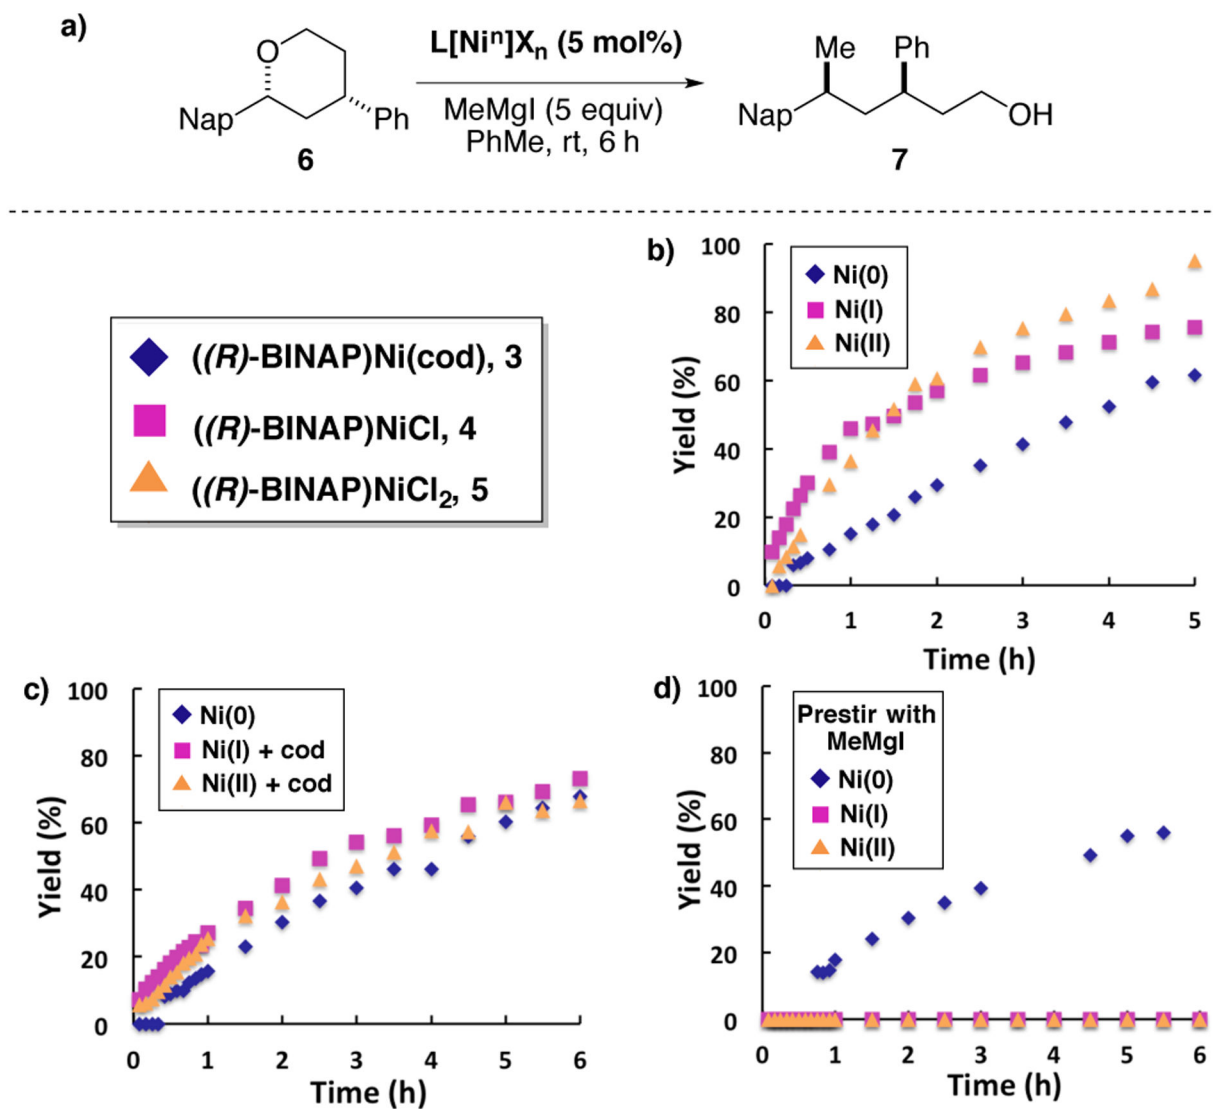 a)
O
Nap
Ph
6
L[Niⁿ]Xₙ (5 mol%)
MeMgI (5 equiv)
PhMe, rt, 6 h
Me
Ph
Nap
OH
7
((R)-BINAP)Ni(cod), 3
((R)-BINAP)NiCl, 4
((R)-BINAP)NiCl₂, 5
b)
Ni(0)
Ni(I)
Ni(II)
100
80
60
40
20
0
Yield (%)
0 1 2 3 4 5
Time (h)
c)
Ni(0)
Ni(I) + cod
Ni(II) + cod
100
80
60
40
20
0
Yield (%)
0 1 2 3 4 5 6
Time (h)
d)
Prestir with
MeMgI
Ni(0)
Ni(I)
Ni(II)
100
80
60
40
20
0
Yield (%)
0 1 2 3 4 5 6
Time (h)